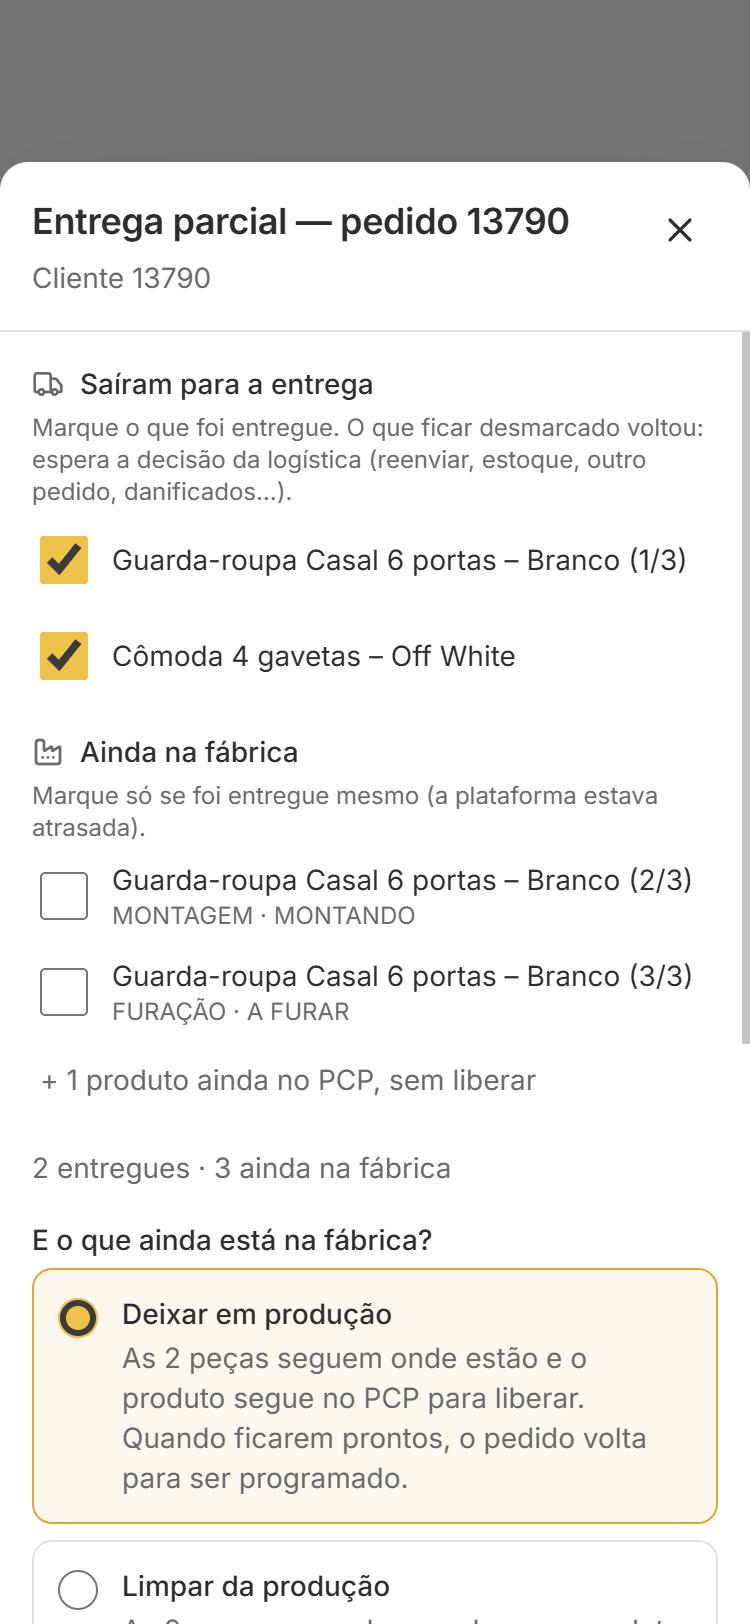 Entrega parcial — pedido 13790
Cliente 13790
Saíram para a entrega
Marque o que foi entregue. O que ficar desmarcado voltou:
espera a decisão da logística (reenviar, estoque, outro
pedido, danificados...).
Guarda-roupa Casal 6 portas – Branco (1/3)
Cômoda 4 gavetas – Off White
Ainda na fábrica
Marque só se foi entregue mesmo (a plataforma estava
atrasada).
Guarda-roupa Casal 6 portas – Branco (2/3)
MONTAGEM · MONTANDO
Guarda-roupa Casal 6 portas – Branco (3/3)
FURAÇÃO · A FURAR
+ 1 produto ainda no PCP, sem liberar
2 entregues · 3 ainda na fábrica
E o que ainda está na fábrica?
Deixar em produção
As 2 peças seguem onde estão e o
produto segue no PCP para liberar.
Quando ficarem prontos, o pedido volta
para ser programado.
Limpar da produção